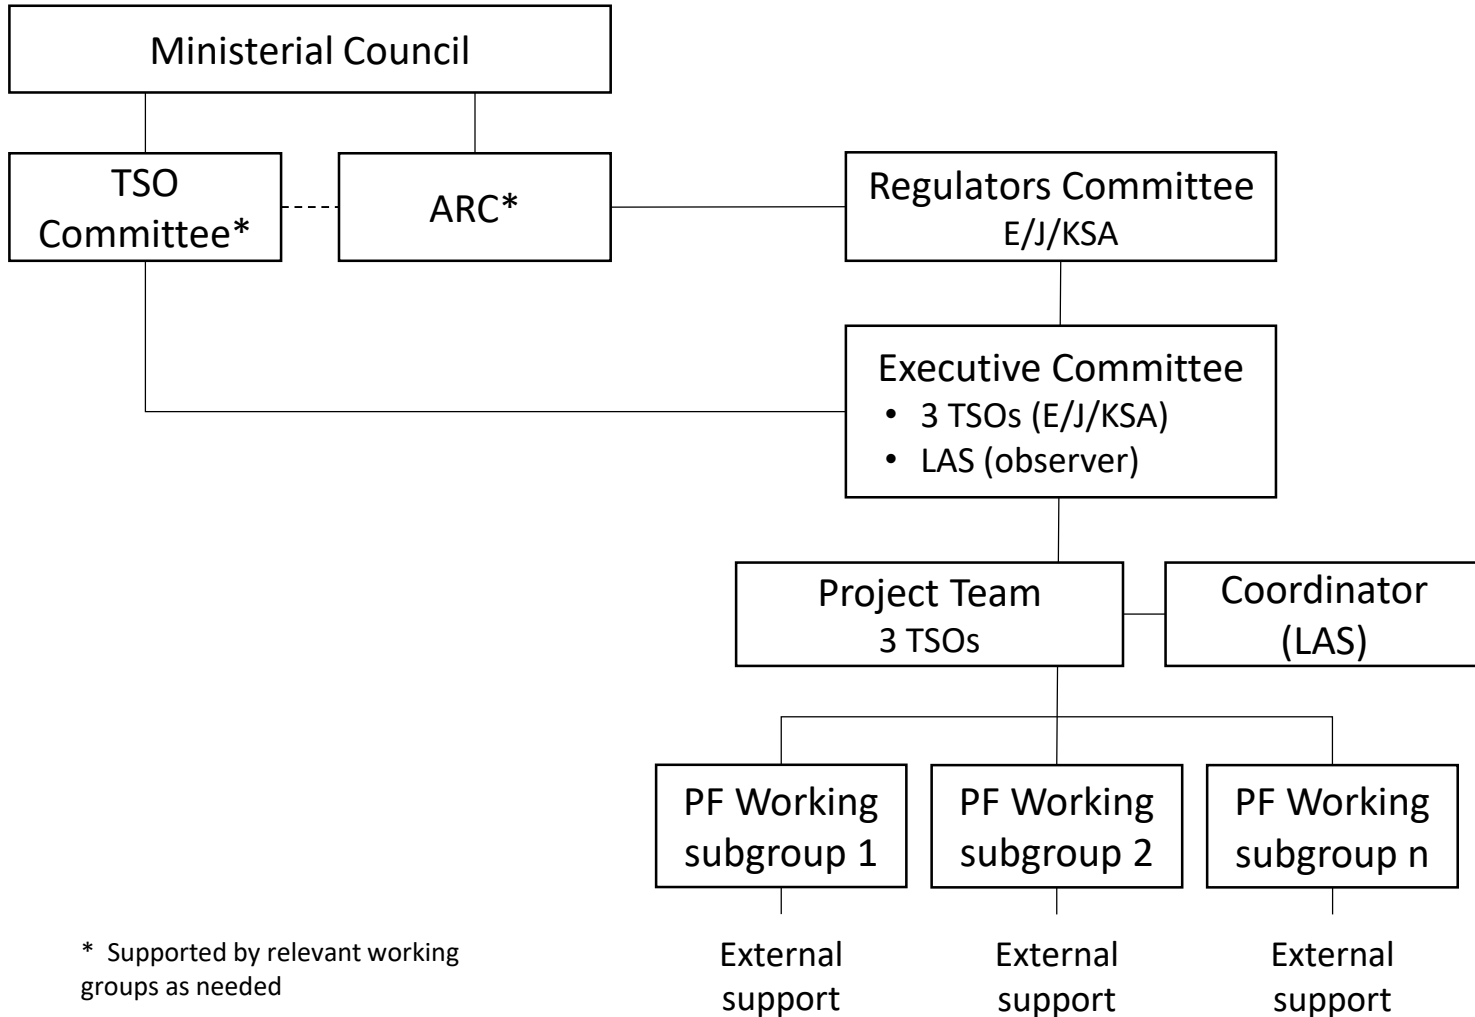 Ministerial Council
TSO
Committee*
ARC*
Regulators Committee
E/J/KSA
Executive Committee
• 3 TSOs (E/J/KSA)
• LAS (observer)
Project Team
3 TSOs
Coordinator
(LAS)
PF Working
subgroup 1
PF Working
subgroup 2
PF Working
subgroup n
External
support
External
support
External
support
* Supported by relevant working
groups as needed